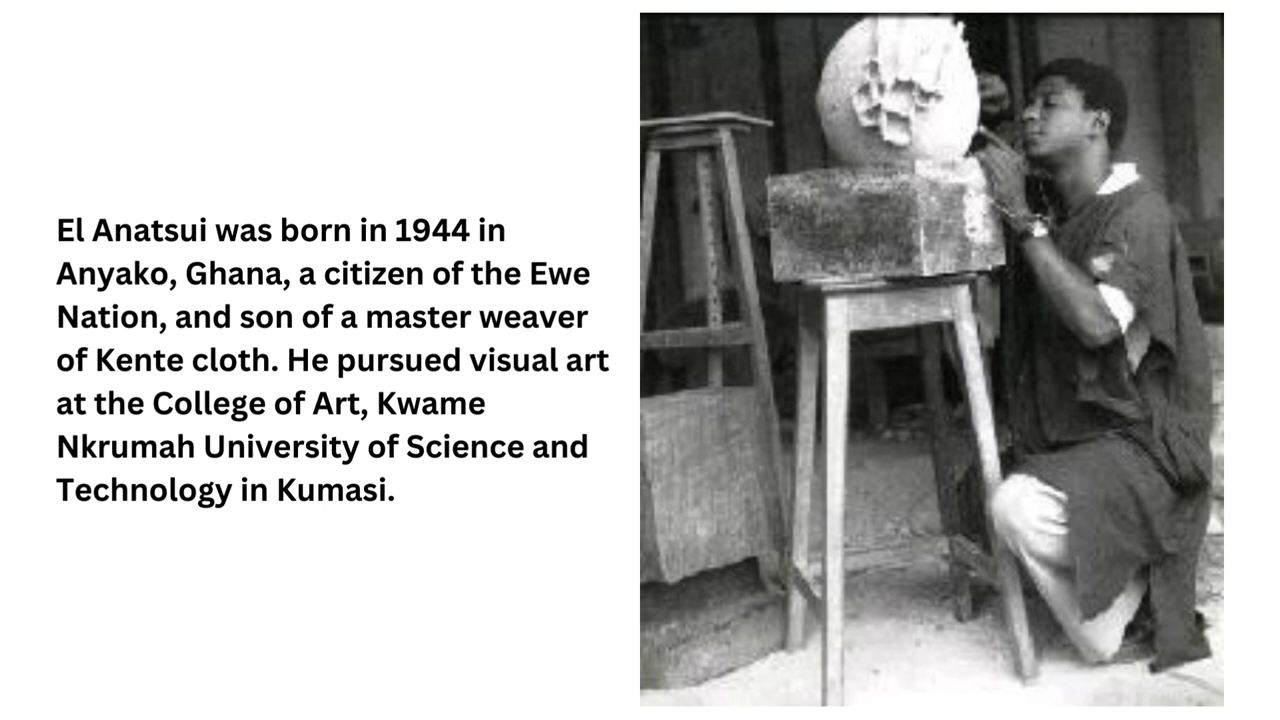 El Anatsui was born in 1944 in
Anyako, Ghana, a citizen of the Ewe
Nation, and son of a master weaver
of Kente cloth. He pursued visual art
at the College of Art, Kwame
Nkrumah University of Science and
Technology in Kumasi.